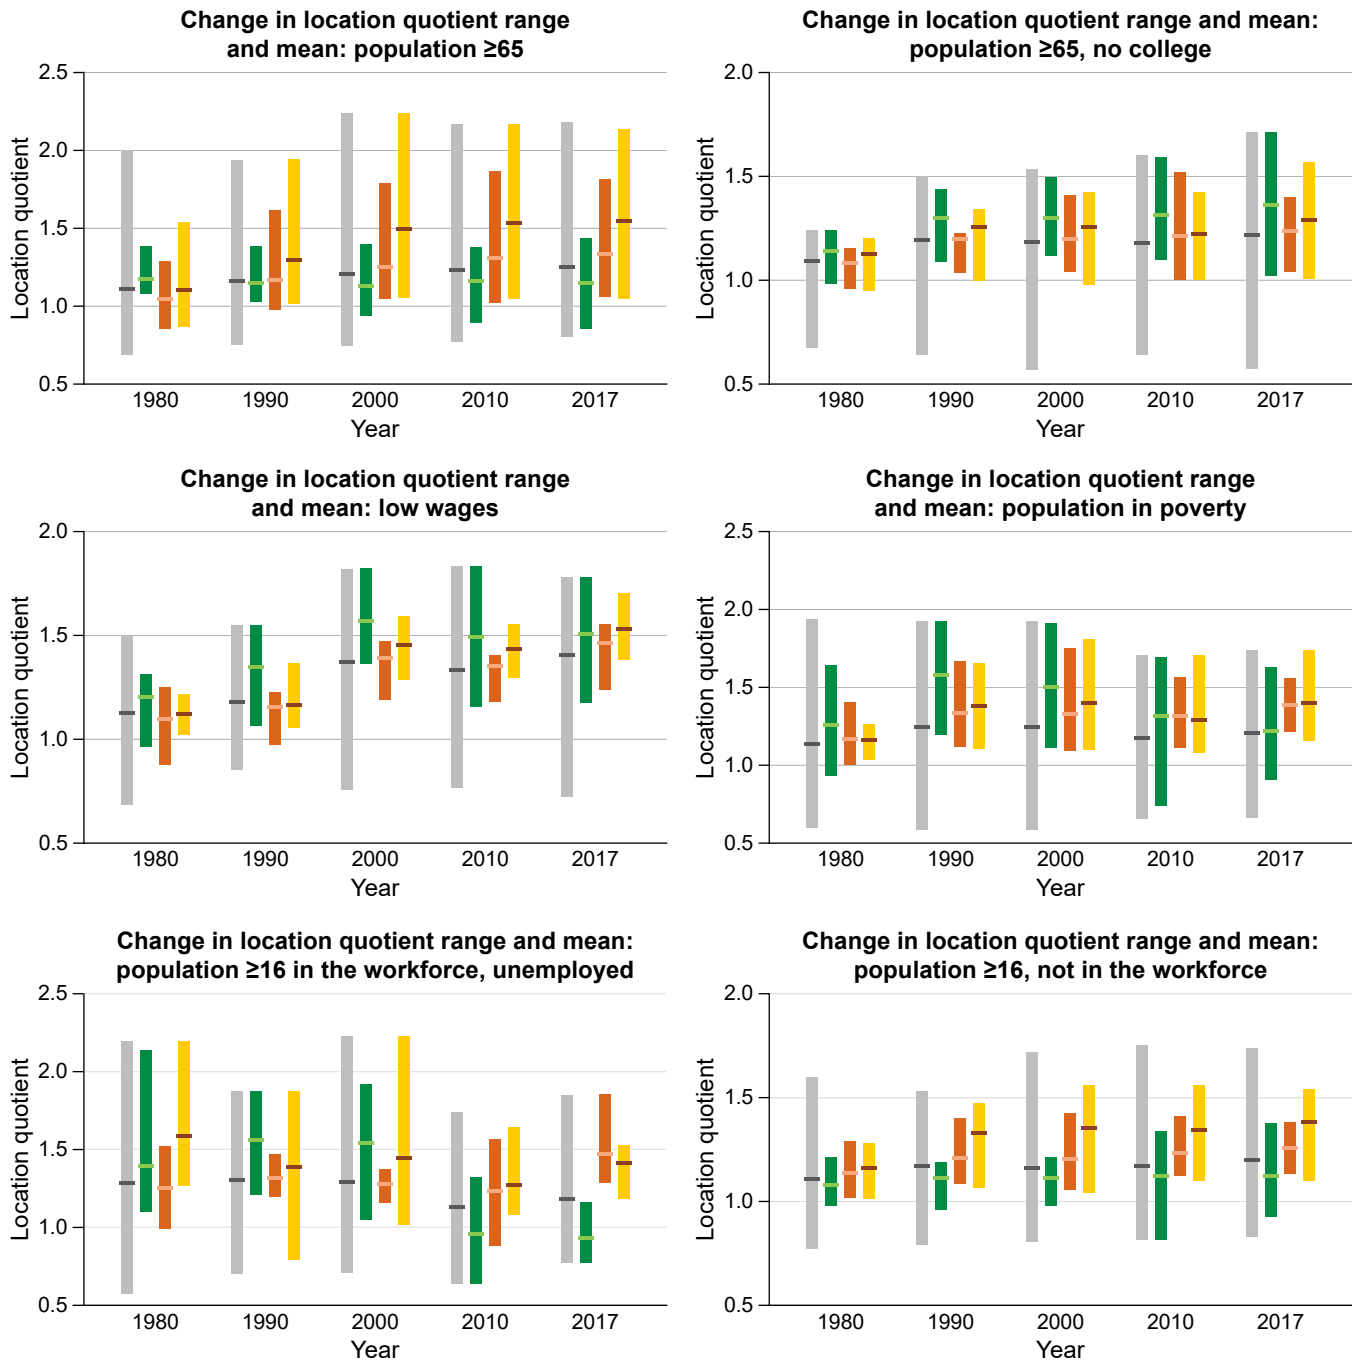 Change in location quotient range
and mean: population ≥65
2.5
2.0
1.5
1.0
0.5
Location quotient
1980 1990 2000 2010 2017
Year
Change in location quotient range and mean:
population ≥65, no college
2.0
1.5
1.0
0.5
Location quotient
1980 1990 2000 2010 2017
Year
Change in location quotient range
and mean: low wages
2.0
1.5
1.0
0.5
Location quotient
1980 1990 2000 2010 2017
Year
Change in location quotient range
and mean: population in poverty
2.5
2.0
1.5
1.0
0.5
Location quotient
1980 1990 2000 2010 2017
Year
Change in location quotient range and mean:
population ≥16 in the workforce, unemployed
2.5
2.0
1.5
1.0
0.5
Location quotient
1980 1990 2000 2010 2017
Year
Change in location quotient range and mean:
population ≥16, not in the workforce
2.0
1.5
1.0
0.5
Location quotient
1980 1990 2000 2010 2017
Year